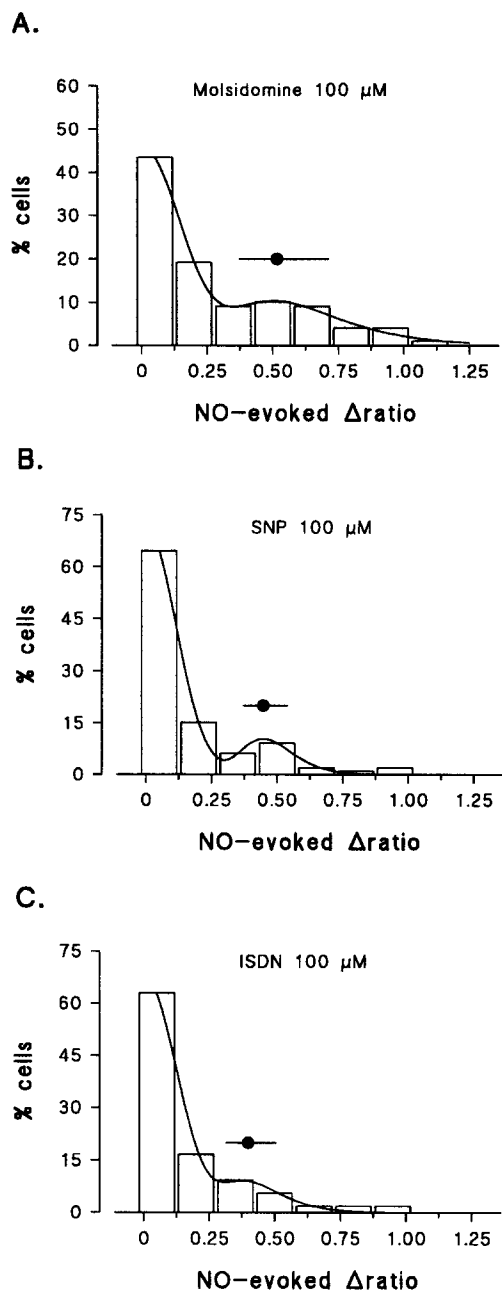 A.
Molsidomine 100 μM
60
50
40
30
20
10
0
% cells
0 0.25 0.50 0.75 1.00 1.25
NO-evoked Δratio
B.
SNP 100 μM
75
60
45
30
15
0
% cells
0 0.25 0.50 0.75 1.00 1.25
NO-evoked Δratio
C.
ISDN 100 μM
75
60
45
30
15
0
% cells
0 0.25 0.50 0.75 1.00 1.25
NO-evoked Δratio